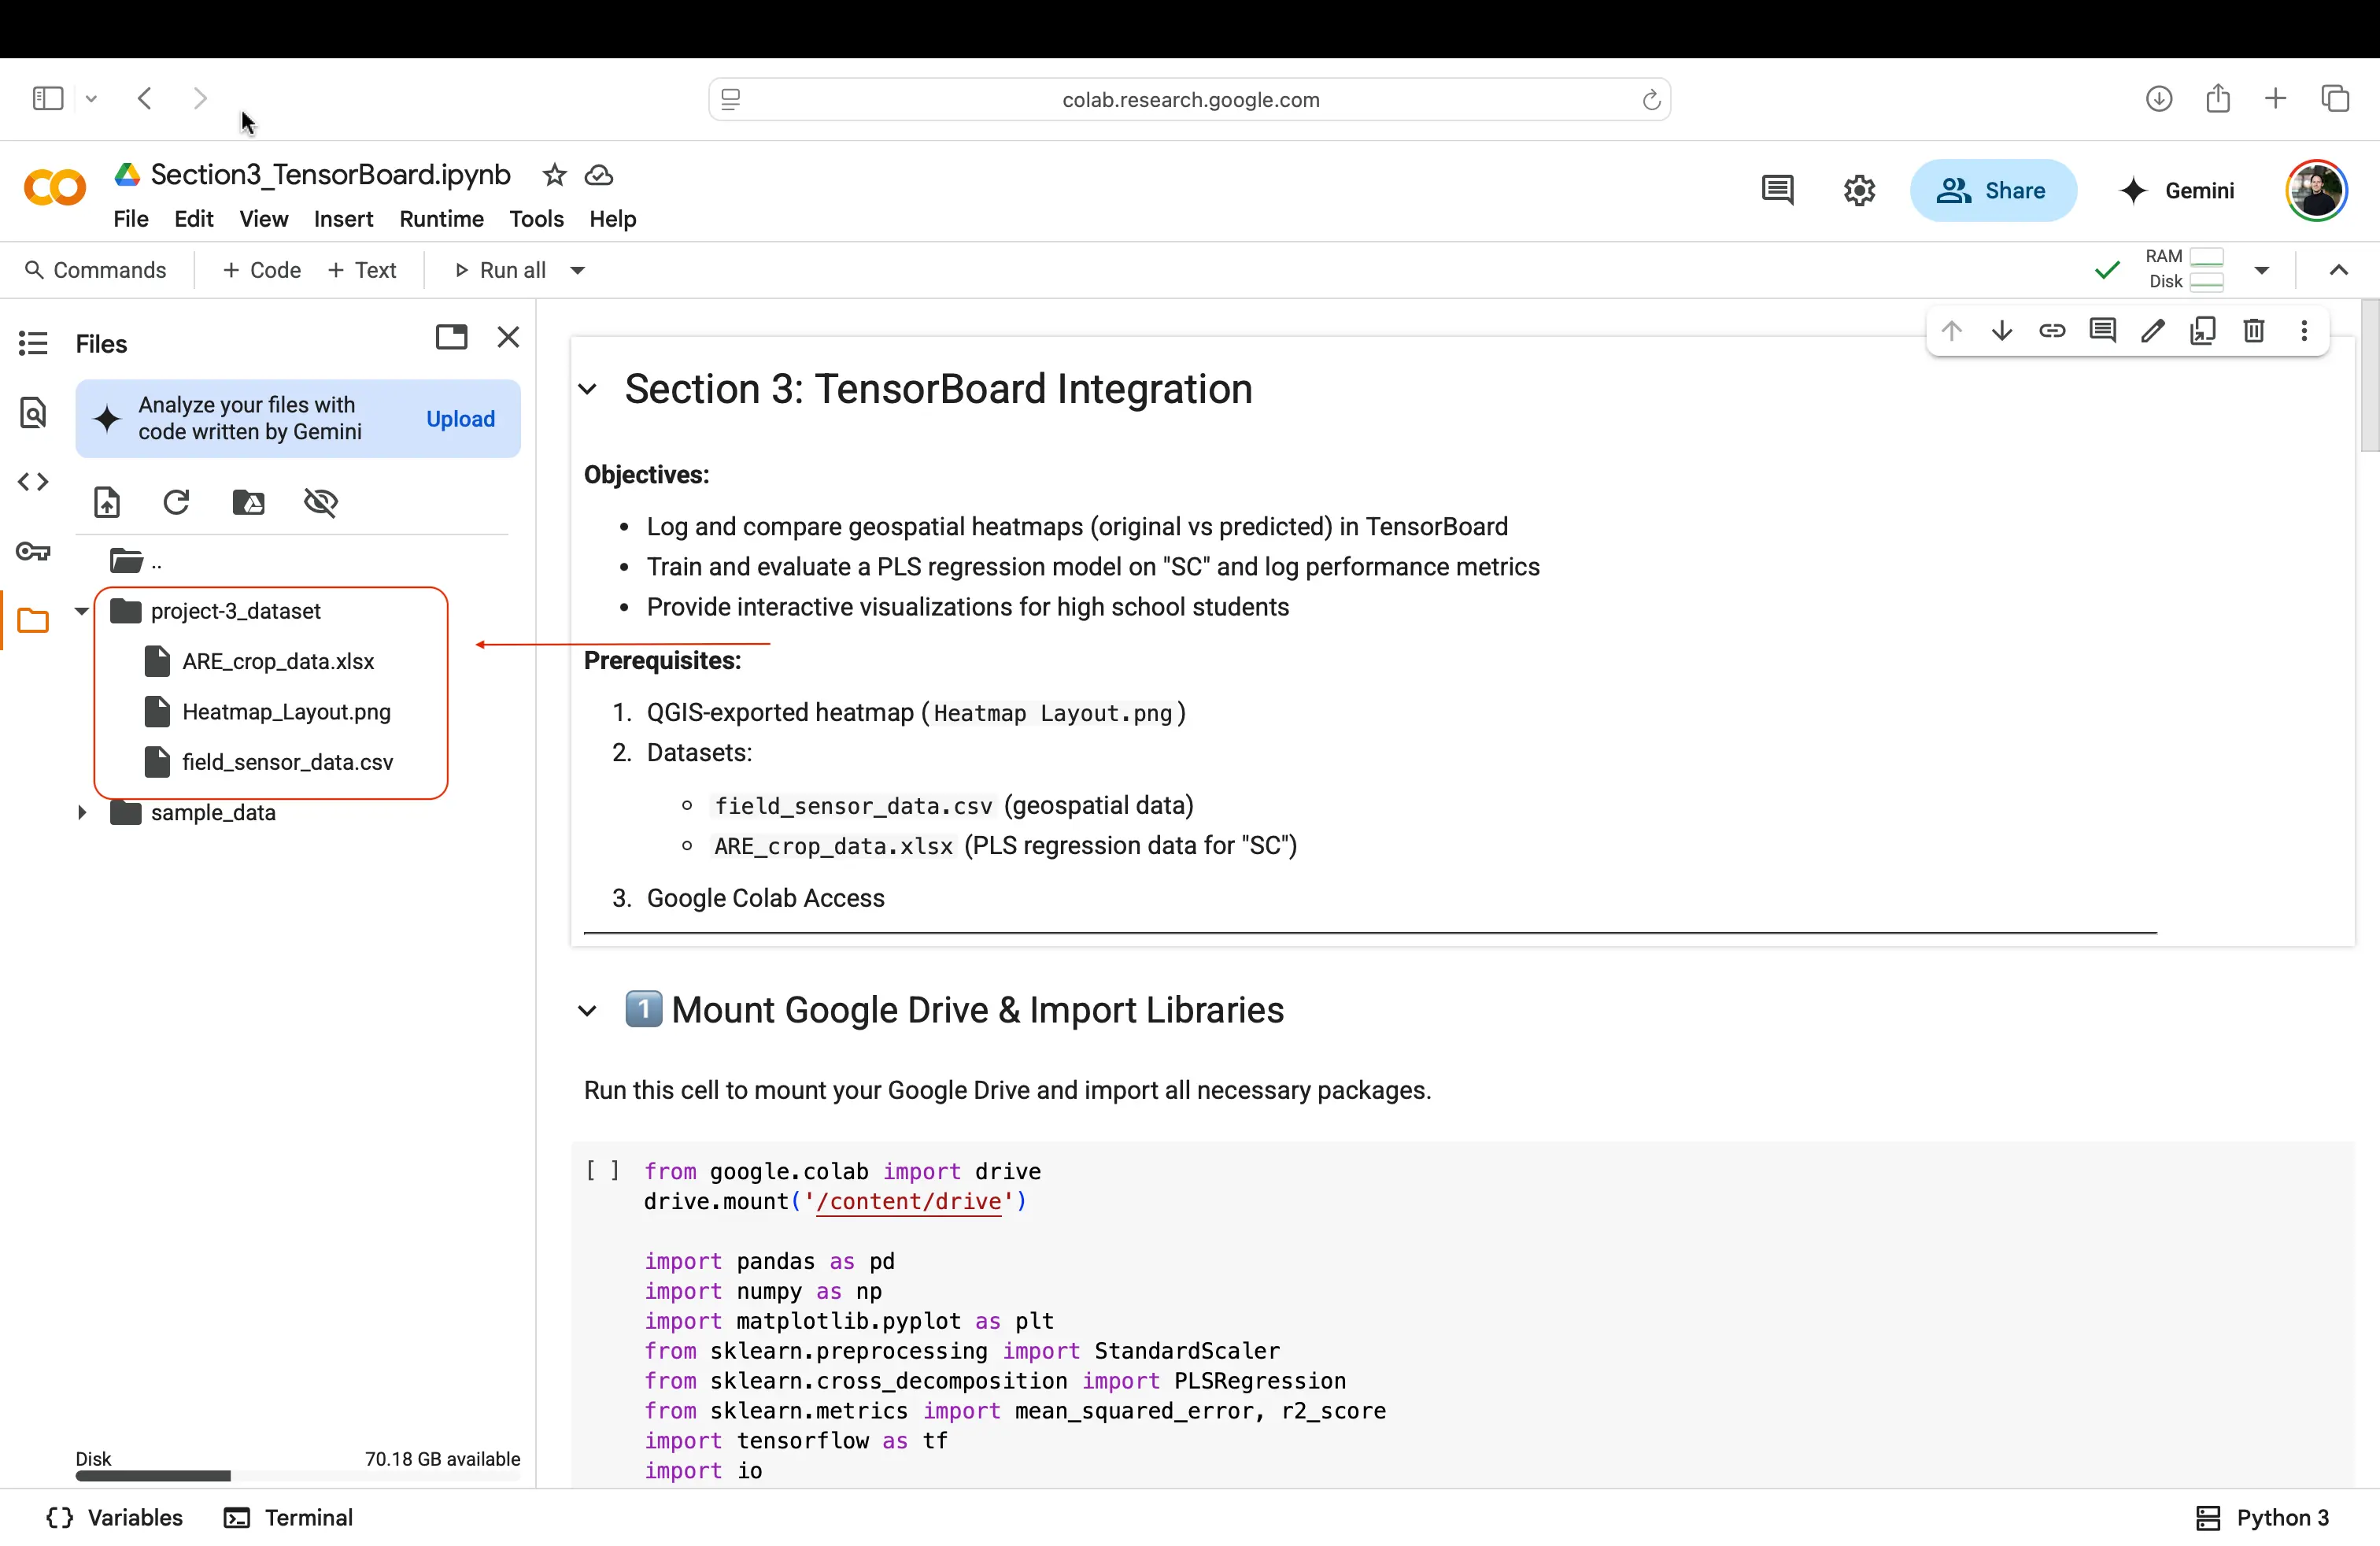 colab.research.google.com
Section3_TensorBoard.ipynb
File Edit View Insert Runtime Tools Help
Share
Gemini
Commands + Code + Text Run all
RAM
Disk
Files
Analyze your files with
code written by Gemini
Upload
..
project-3_dataset
ARE_crop_data.xlsx
Heatmap_Layout.png
field_sensor_data.csv
sample_data
Disk 70.18 GB available
Section 3: TensorBoard Integration
Objectives:
• Log and compare geospatial heatmaps (original vs predicted) in TensorBoard
• Train and evaluate a PLS regression model on "SC" and log performance metrics
• Provide interactive visualizations for high school students
Prerequisites:
1. QGIS-exported heatmap (Heatmap Layout.png)
2. Datasets:
◦ field_sensor_data.csv (geospatial data)
◦ ARE_crop_data.xlsx (PLS regression data for "SC")
3. Google Colab Access
1 Mount Google Drive & Import Libraries
Run this cell to mount your Google Drive and import all necessary packages.
[ ] from google.colab import drive
drive.mount('/content/drive')
import pandas as pd
import numpy as np
import matplotlib.pyplot as plt
from sklearn.preprocessing import StandardScaler
from sklearn.cross_decomposition import PLSRegression
from sklearn.metrics import mean_squared_error, r2_score
import tensorflow as tf
import io
{} Variables Terminal Python 3